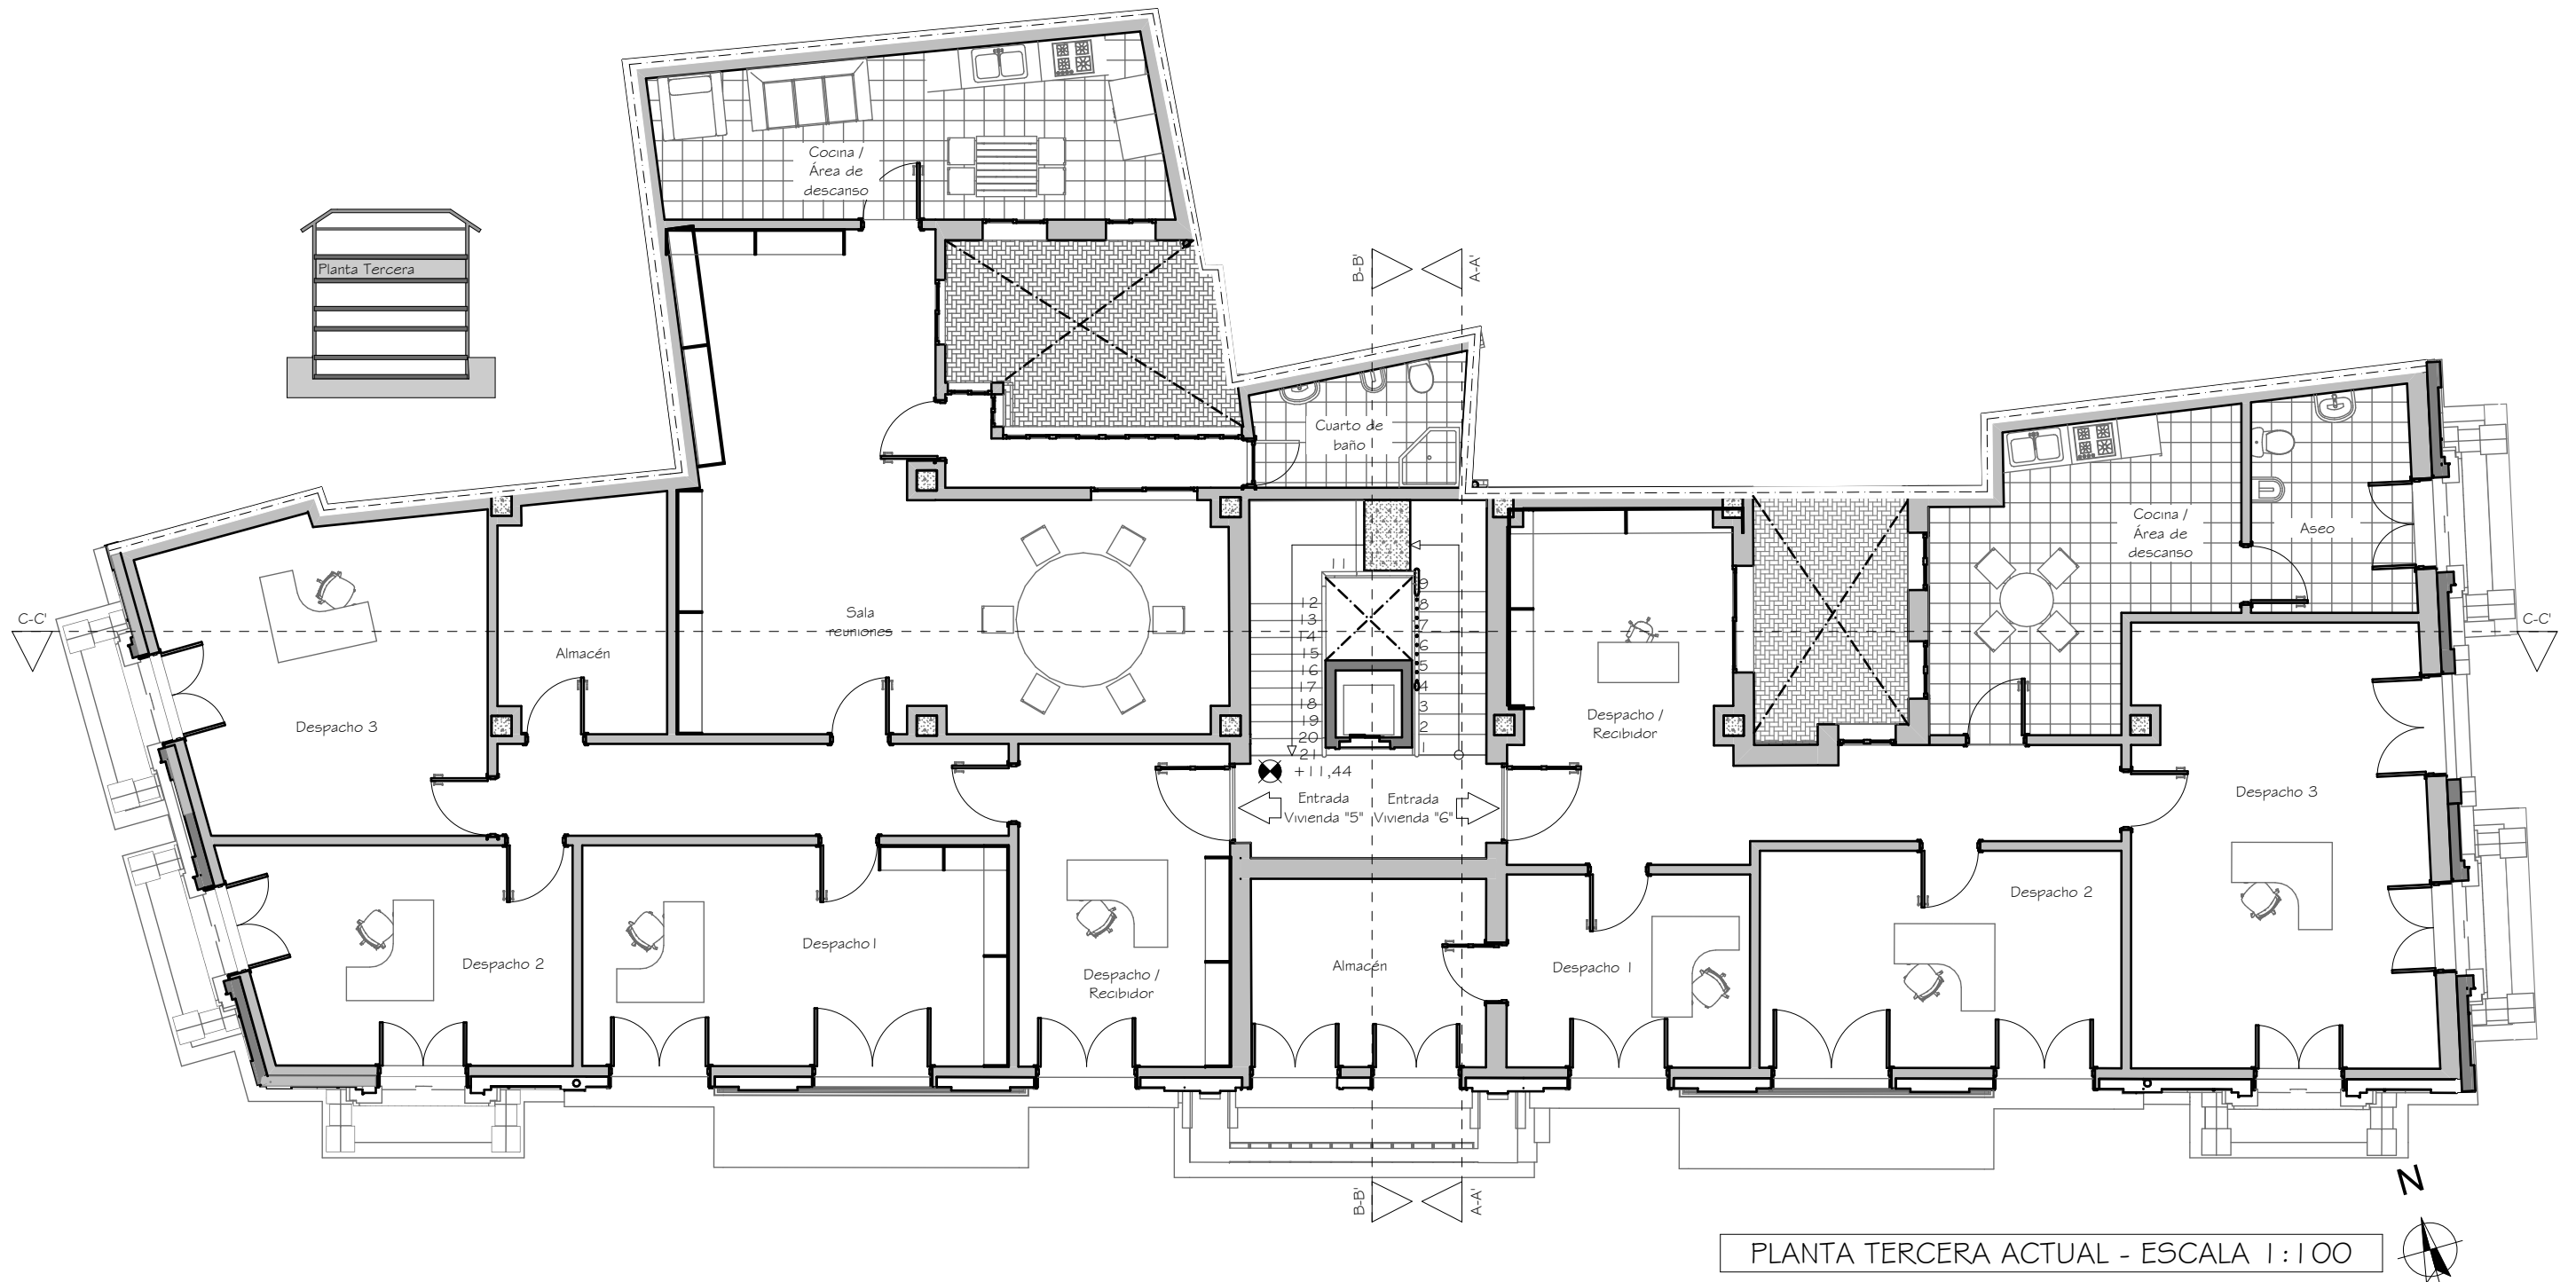 Cocina /
Área de
descanso
Planta Tercera
B-B'
A-A'
Cuarto de
baño
Cocina /
Área de
descanso
Aseo
C-C'
C-C'
Sala
reuniones
Almacén
Despacho 3
11
12
13
14
15
16
17
18
19
20
21
9
8
7
6
5
4
3
2
1
+11,44
Despacho /
Recibidor
Despacho 3
Entrada
Vivienda "5"
Entrada
Vivienda "6"
Despacho 2
Despacho 1
Despacho /
Recibidor
Almacén
Despacho 1
Despacho 2
B-B'
A-A'
N
PLANTA TERCERA ACTUAL - ESCALA 1:100